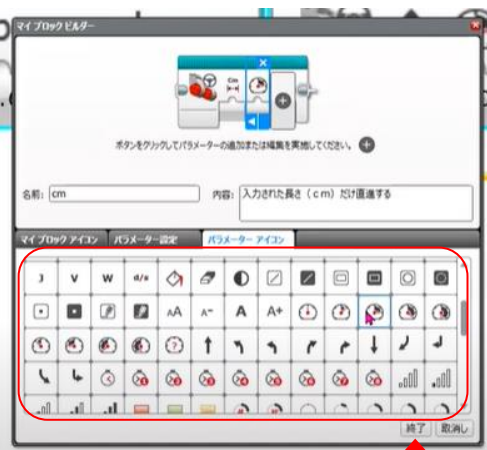 マイ ブロック ビルダー
Cm
ボタンをクリックしてパラメーターの追加または編集を実施してください。
名前:
cm
内容:
入力された長さ（cm）だけ直進する
マイ ブロック アイコン
パラメーター設定
パラメーター アイコン
J V W
AA A- A A+
終了
取消し